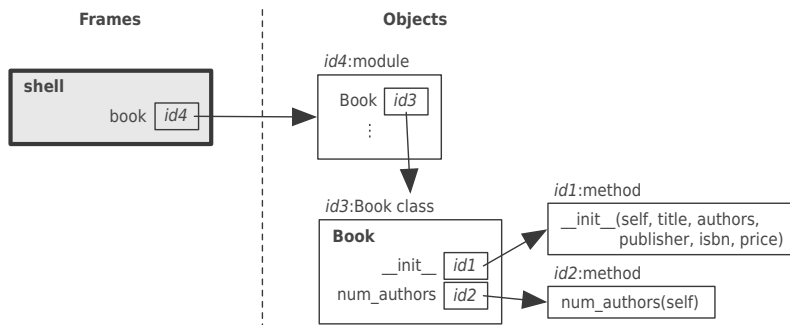 Frames
Objects
shell
book id4
id4:module
Book id3
⋮
id3:Book class
Book
__init__ id1
num_authors id2
id1:method
__init__(self, title, authors,
publisher, isbn, price)
id2:method
num_authors(self)